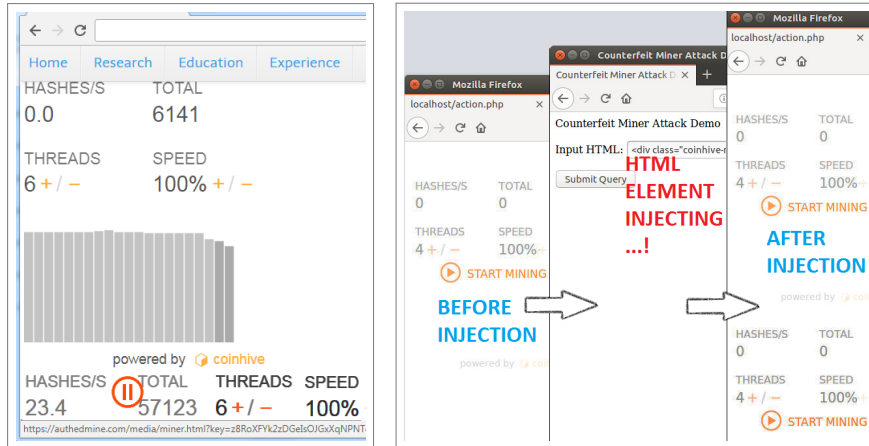 Home Research Education Experience
HASHES/S TOTAL
0.0 6141
THREADS SPEED
6 + / − 100% + / −
powered by coinhive
HASHES/S TOTAL THREADS SPEED
23.4 57123 6 + / − 100%
https://authedmine.com/media/miner.html?key=z8RoXFYk2zDGeIsOJGxXqNPNT
Mozilla Firefox
localhost/action.php ×
HASHES/S TOTAL
0 0
THREADS SPEED
4 + / − 100% +
START MINING
BEFORE
INJECTION
powered by coin
Counterfeit Miner Attack D
Counterfeit Miner Attack D × +
Counterfeit Miner Attack Demo
Input HTML: <div class="coinhive-r
Submit Query
HTML
ELEMENT
INJECTING
...!
Mozilla Firefox
localhost/action.php ×
HASHES/S TOTAL
0 0
THREADS SPEED
4 + / − 100% +
START MINING
AFTER
INJECTION
powered by coin
HASHES/S TOTAL
0 0
THREADS SPEED
4 + / − 100% +
START MINING